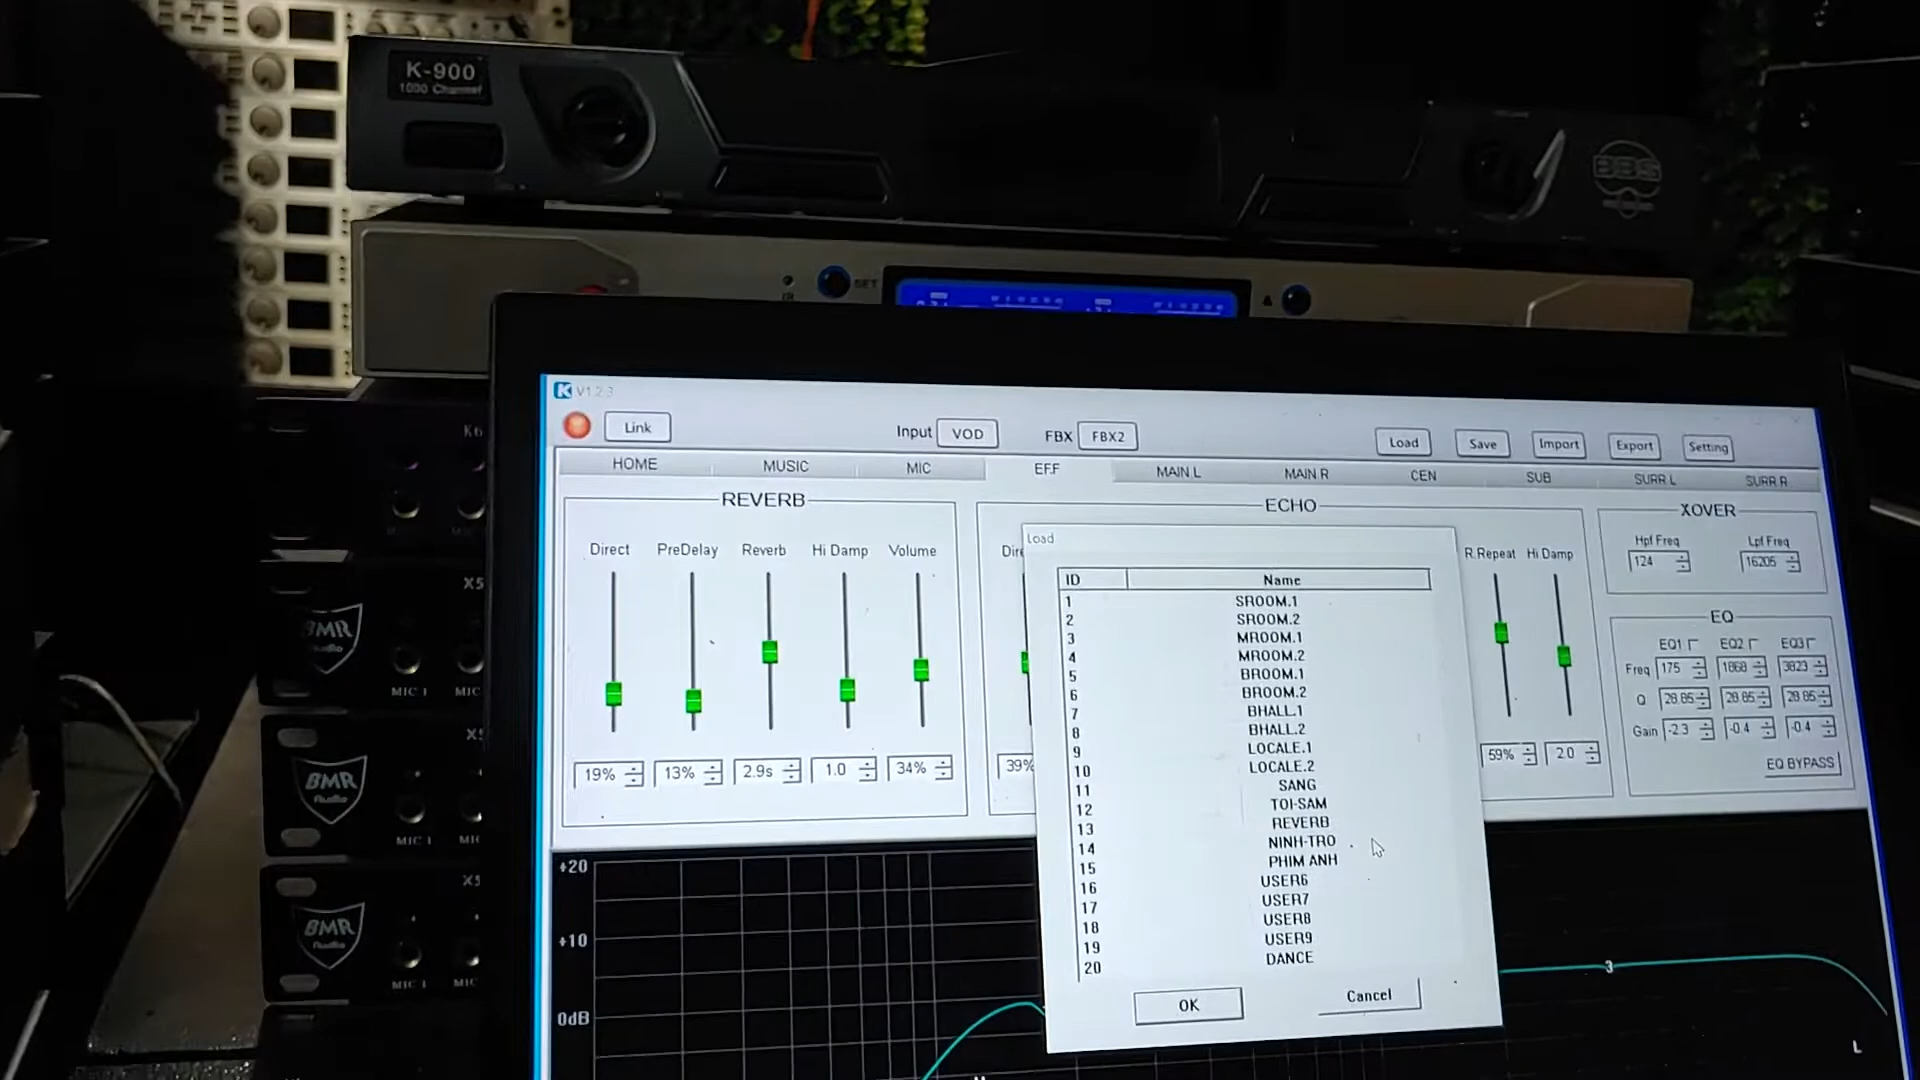 K-900
1000 Channel
BBS
SET
K V1.2.3
Link
Input VOD
FBX FBX2
Load
Save
Import
Export
Setting
HOME
MUSIC
MIC
EFF
MAIN L
MAIN R
CEN
SUB
SURR L
SURR R
REVERB
Direct
PreDelay
Reverb
Hi Damp
Volume
19%
13%
2.9s
1.0
34%
ECHO
39%
R.Repeat
Hi Damp
59%
2.0
XOVER
Hpf Freq
Lpf Freq
124
16205
EQ
EQ1
EQ2
EQ3
Freq 175 1868 3823
Q 28.85 28.85 28.85
Gain -2.3 -0.4 -0.4
EQ BYPASS
Load
ID Name
1 SROOM.1
2 SROOM.2
3 MROOM.1
4 MROOM.2
5 BROOM.1
6 BROOM.2
7 BHALL.1
8 BHALL.2
9 LOCALE.1
10 LOCALE.2
11 SANG
12 TOI-SAM
13 REVERB
14 NINH-TRO
15 PHIM ANH
16 USER6
17 USER7
18 USER8
19 USER9
20 DANCE
OK
Cancel
+20
+10
0dB
3
L
BMR
Audio
MIC 1
BMR
Audio
MIC 1
BMR
Audio
MIC 1